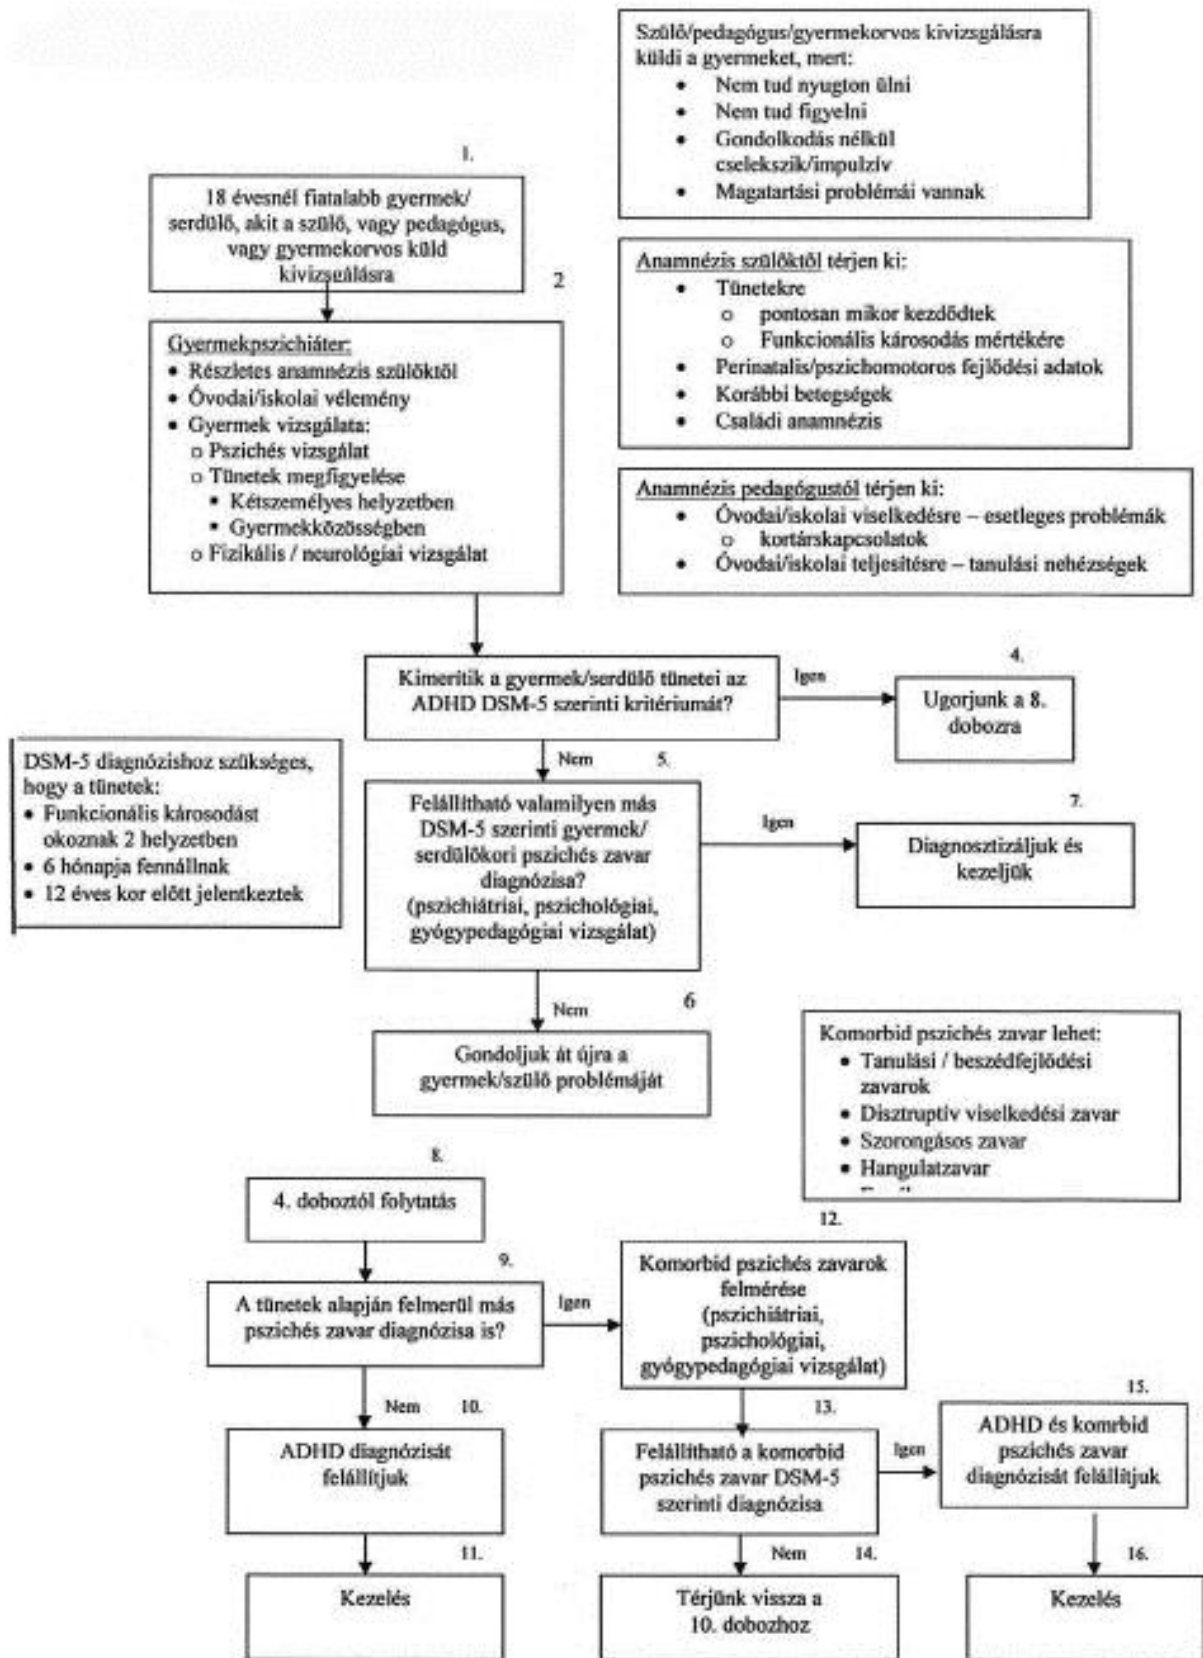 Szülő/pedagógus/gyermekorvos kivizsgálásra
küldi a gyermeket, mert:
• Nem tud nyugton ülni
• Nem tud figyelni
• Gondolkodás nélkül
cselekszik/impulzív
• Magatartási problémái vannak
1.
18 évesnél fiatalabb gyermek/
serdülő, akit a szülő, vagy pedagógus,
vagy gyermekorvos küld
kivizsgálásra
2
Gyermekpszichiáter:
• Részletes anamnézis szülőktől
• Óvodai/iskolai vélemény
• Gyermek vizsgálata:
o Pszichés vizsgálat
o Tünetek megfigyelése
▪ Kétszemélyes helyzetben
▪ Gyermekközösségben
o Fizikális / neurológiai vizsgálat
Anamnézis szülőktől térjen ki:
• Tünetekre
o pontosan mikor kezdődtek
o Funkcionális károsodás mértékére
• Perinatalis/pszichomotoros fejlődési adatok
• Korábbi betegségek
• Családi anamnézis
Anamnézis pedagógustól térjen ki:
• Óvodai/iskolai viselkedésre – esetleges problémák
o kortárskapcsolatok
• Óvodai/iskolai teljesítésre – tanulási nehézségek
Kimerítik a gyermek/serdülő tünetei az
ADHD DSM-5 szerinti kritériumát?
Igen
4.
Ugorjunk a 8.
dobozra
Nem
5.
DSM-5 diagnózishoz szükséges,
hogy a tünetek:
• Funkcionális károsodást
okoznak 2 helyzetben
• 6 hónapja fennállnak
• 12 éves kor előtt jelentkeztek
Felállítható valamilyen más
DSM-5 szerinti gyermek/
serdülőkori pszichés zavar
diagnózisa?
(pszichiátriai, pszichológiai,
gyógypedagógiai vizsgálat)
Igen
7.
Diagnosztizáljuk és
kezeljük
Nem
6
Gondoljuk át újra a
gyermek/szülő problémáját
Komorbid pszichés zavar lehet:
• Tanulási / beszédfejlődési
zavarok
• Disztruptív viselkedési zavar
• Szorongásos zavar
• Hangulatzavar
8.
4. doboztól folytatás
9.
A tünetek alapján felmerül más
pszichés zavar diagnózisa is?
Igen
12.
Komorbid pszichés zavarok
felmérése
(pszichiátriai,
pszichológiai,
gyógypedagógiai vizsgálat)
Nem
10.
ADHD diagnózisát
felállítjuk
13.
Felállítható a komorbid
pszichés zavar DSM-5
szerinti diagnózisa
Igen
15.
ADHD és komrbid
pszichés zavar
diagnózisát felállítjuk
11.
Kezelés
Nem
14.
Térjünk vissza a
10. dobozhoz
16.
Kezelés